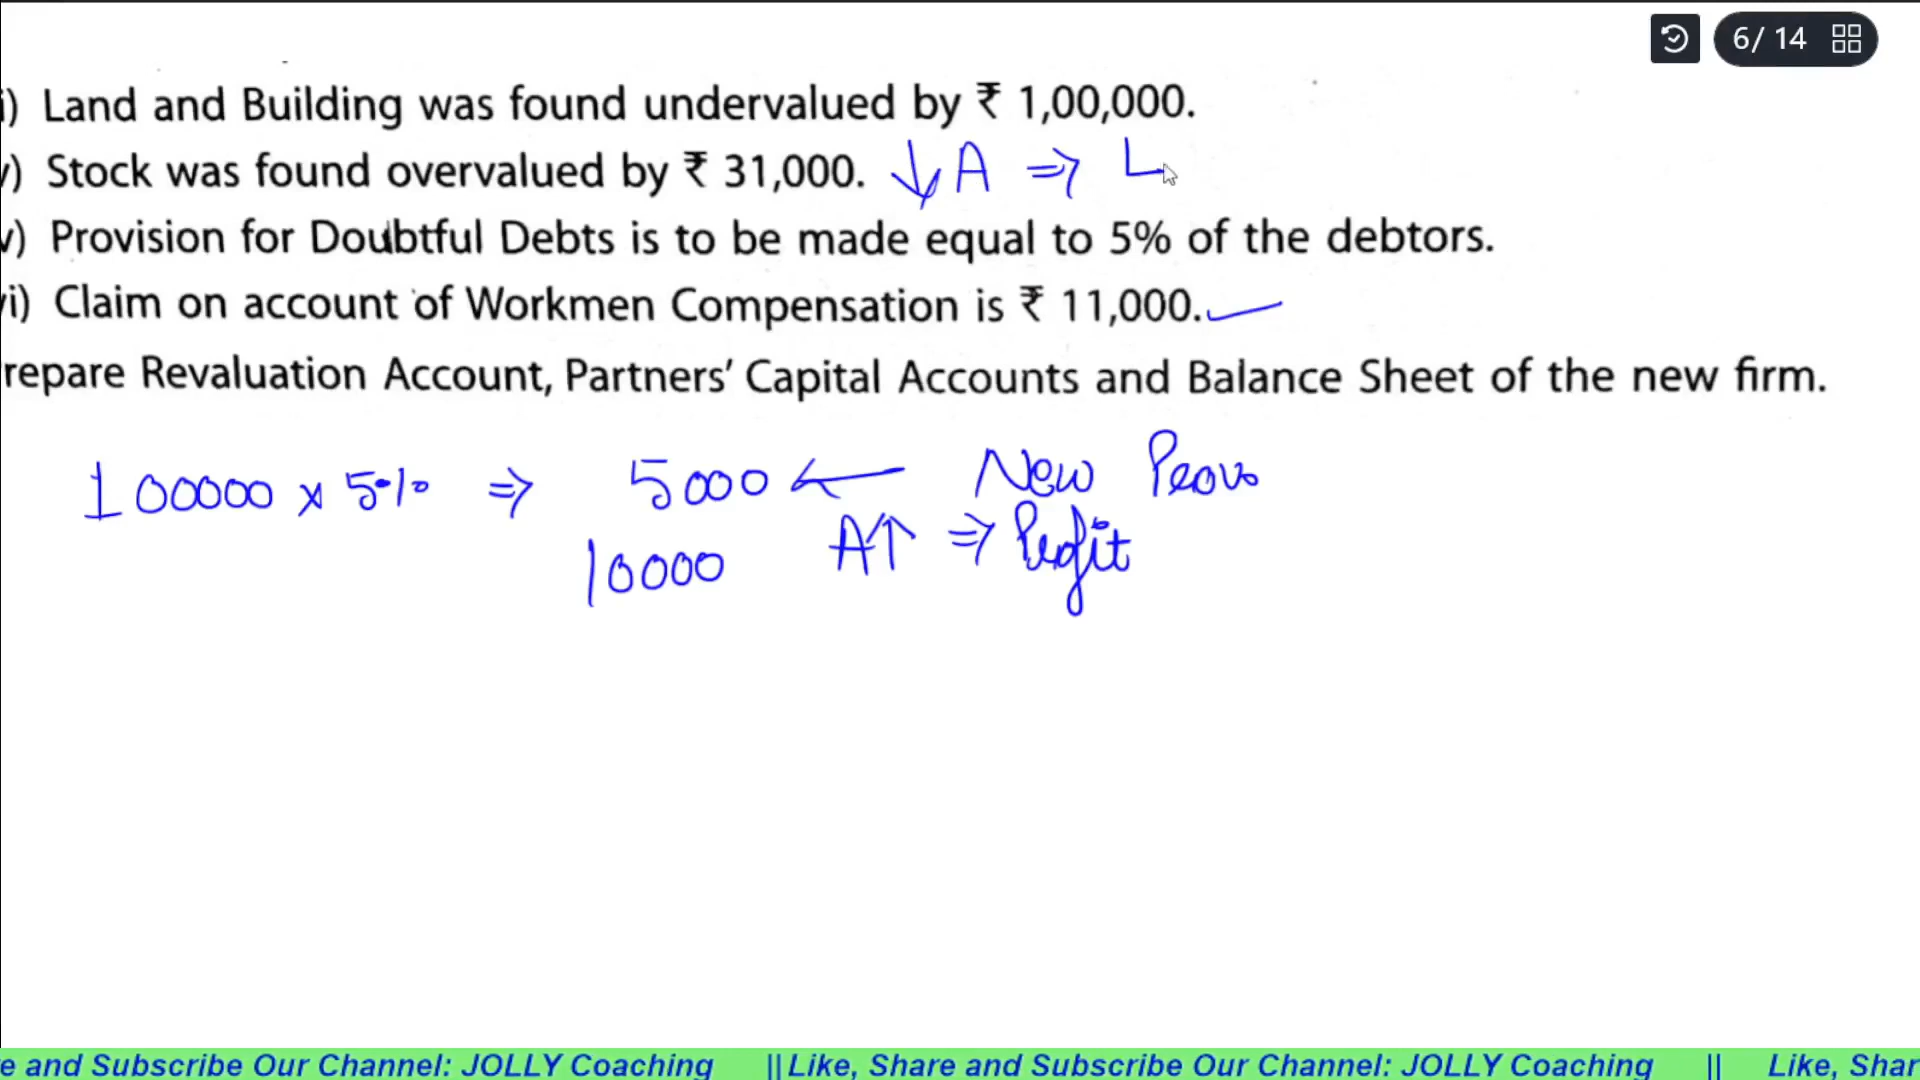 6/ 14
i) Land and Building was found undervalued by ₹ 1,00,000.
v) Stock was found overvalued by ₹ 31,000. ↓ A ⇒ L
v) Provision for Doubtful Debts is to be made equal to 5% of the debtors.
vi) Claim on account of Workmen Compensation is ₹ 11,000.
repare Revaluation Account, Partners' Capital Accounts and Balance Sheet of the new firm.
100000 x 5% ⇒ 5000 ← New Prov
10000 A↑ ⇒ Profit
e and Subscribe Our Channel: JOLLY Coaching || Like, Share and Subscribe Our Channel: JOLLY Coaching || Like, Shar